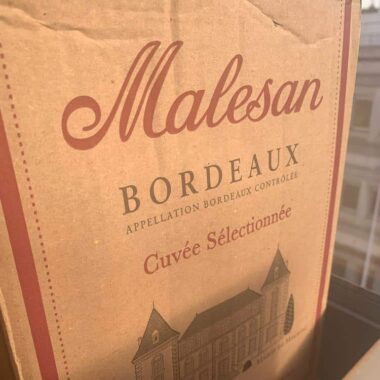 Malesan
BORDEAUX
APPELLATION BORDEAUX CONTRÔLÉE
Cuvée Sélectionnée